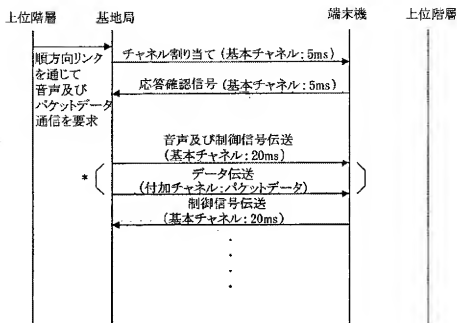 上位階層 基地局 端末機 上位階層
順方向リンク
を通じて
音声及び
パケットデータ
通信を要求
チャネル割り当て (基本チャネル:5ms)
応答確認信号 (基本チャネル:5ms)
音声及び制御信号伝送
(基本チャネル:20ms)
*
データ伝送
(付加チャネル:パケットデータ)
制御信号伝送
(基本チャネル:20ms)